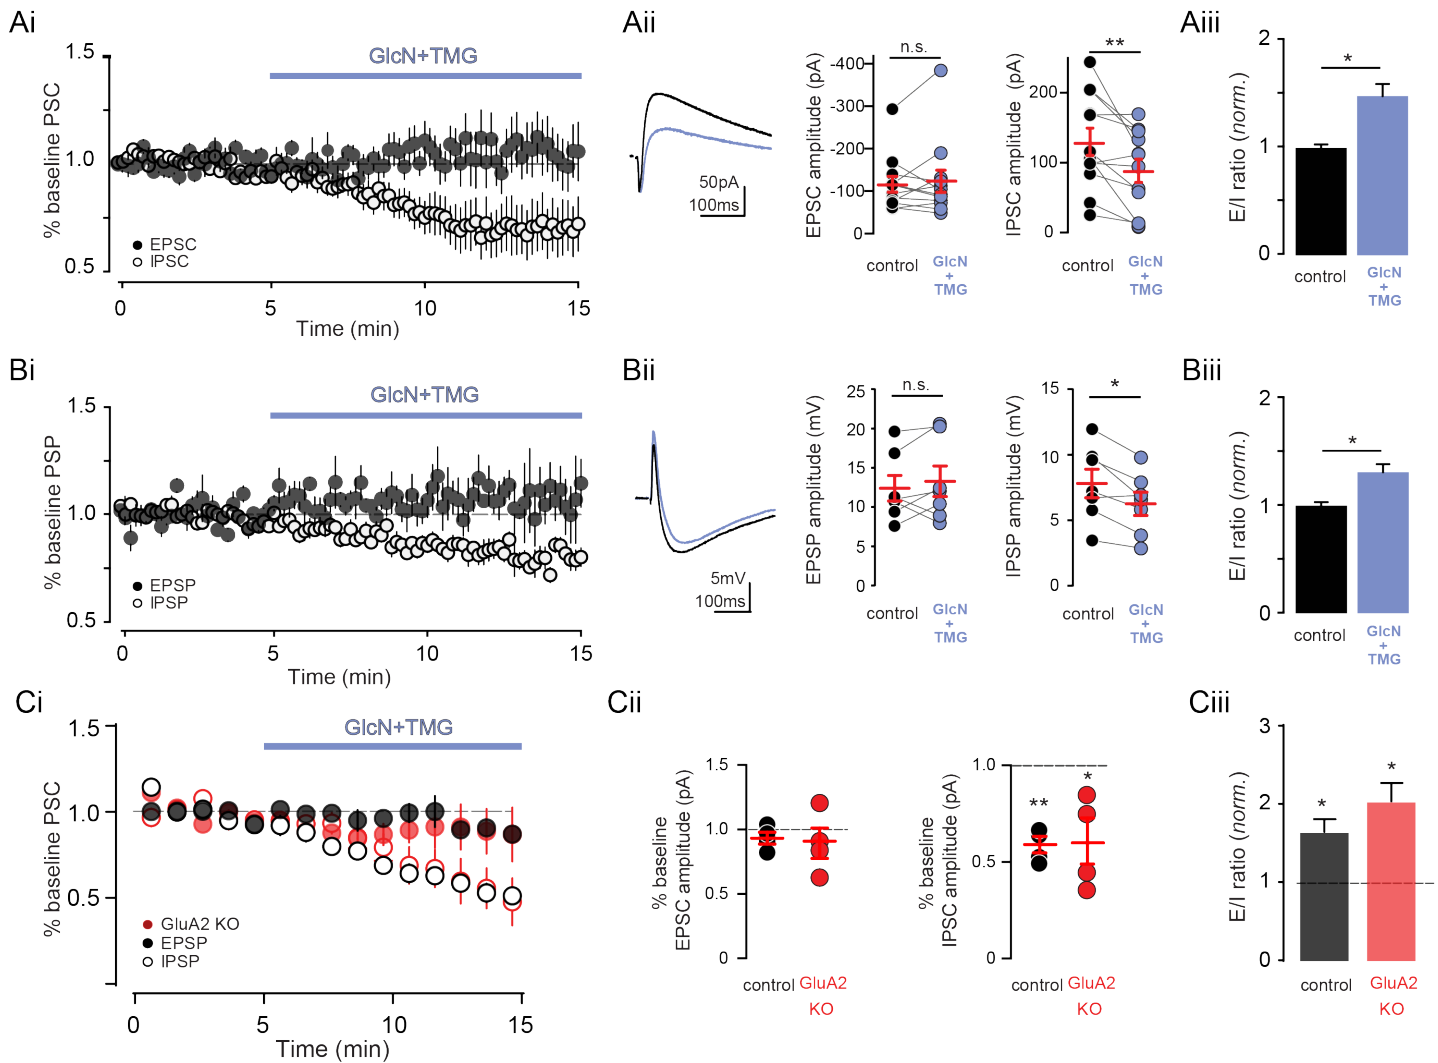 Ai
1.5
1.0
0.5
% baseline PSC
GlcN+TMG
EPSC
IPSC
0 5 10 15
Time (min)
Aii
50pA
100ms
EPSC amplitude (pA)
-400
-300
-200
-100
0
n.s.
control
GlcN
+
TMG
IPSC amplitude (pA)
200
100
0
**
control
GlcN
+
TMG
Aiii
E/I ratio (norm.)
2
1
0
*
control
GlcN
+
TMG
Bi
1.5
1.0
0.5
% baseline PSP
GlcN+TMG
EPSP
IPSP
0 5 10 15
Time (min)
Bii
5mV
100ms
EPSP amplitude (mV)
25
20
15
10
5
0
n.s.
control
GlcN
+
TMG
IPSP amplitude (mV)
15
10
5
0
*
control
GlcN
+
TMG
Biii
E/I ratio (norm.)
2
1
0
*
control
GlcN
+
TMG
Ci
1.5
1.0
0.5
% baseline PSC
GlcN+TMG
GluA2 KO
EPSP
IPSP
0 5 10 15
Time (min)
Cii
% baseline
EPSC amplitude (pA)
1.5
1.0
0.5
0
control
GluA2
KO
% baseline
IPSC amplitude (pA)
1.0
0.5
0
**
*
control
GluA2
KO
Ciii
E/I ratio (norm.)
3
2
1
0
*
*
control
GluA2
KO